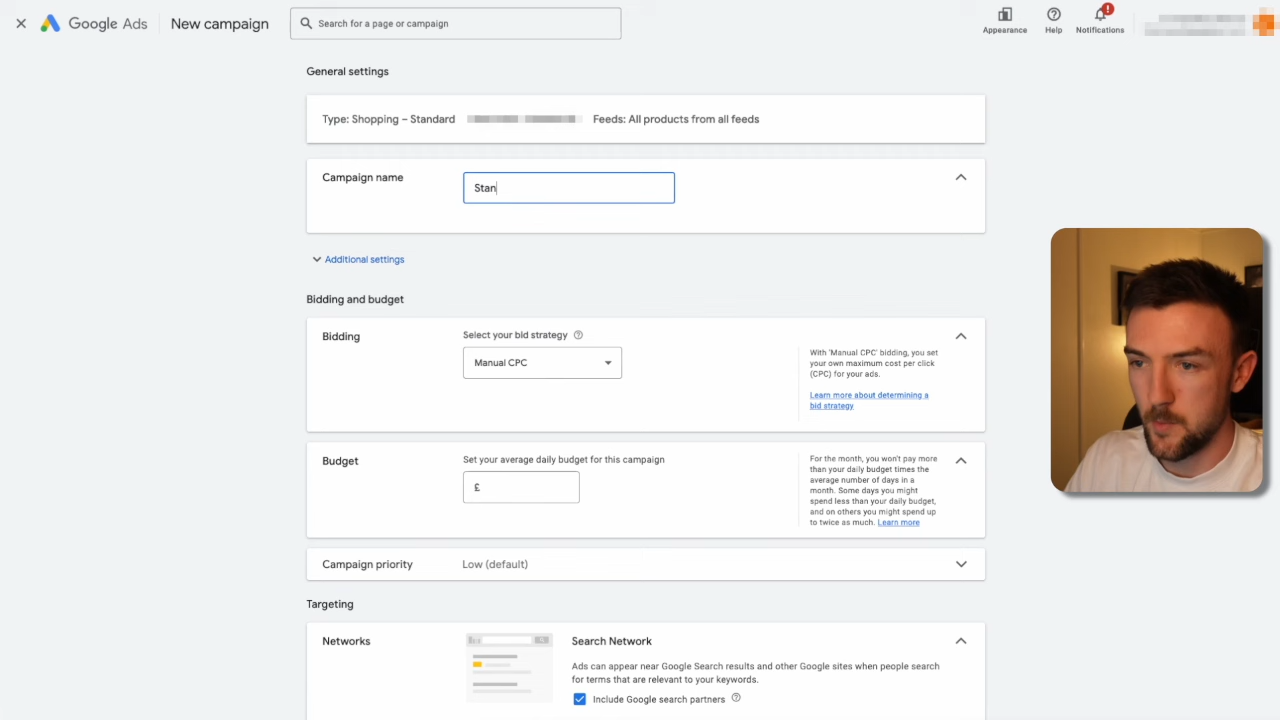 Google Ads
New campaign
Search for a page or campaign
Appearance
Help
Notifications
General settings
Type: Shopping – Standard
Feeds: All products from all feeds
Campaign name
Stan
Additional settings
Bidding and budget
Bidding
Select your bid strategy
Manual CPC
With 'Manual CPC' bidding, you set
your own maximum cost per click
(CPC) for your ads.
Learn more about determining a
bid strategy
Budget
Set your average daily budget for this campaign
£
For the month, you won't pay more
than your daily budget times the
average number of days in a
month. Some days you might
spend less than your daily budget,
and on others you might spend up
to twice as much. Learn more
Campaign priority
Low (default)
Targeting
Networks
Search Network
Ads can appear near Google Search results and other Google sites when people search
for terms that are relevant to your keywords.
Include Google search partners